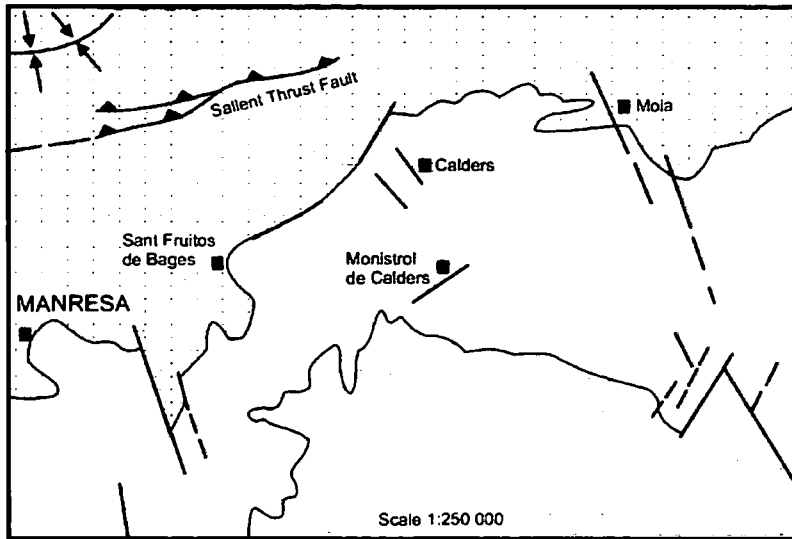 Sallent Thrust Fault
Moia
Calders
Sant Fruitos
de Bages
Monistrol
de Calders
MANRESA
Scale 1:250 000